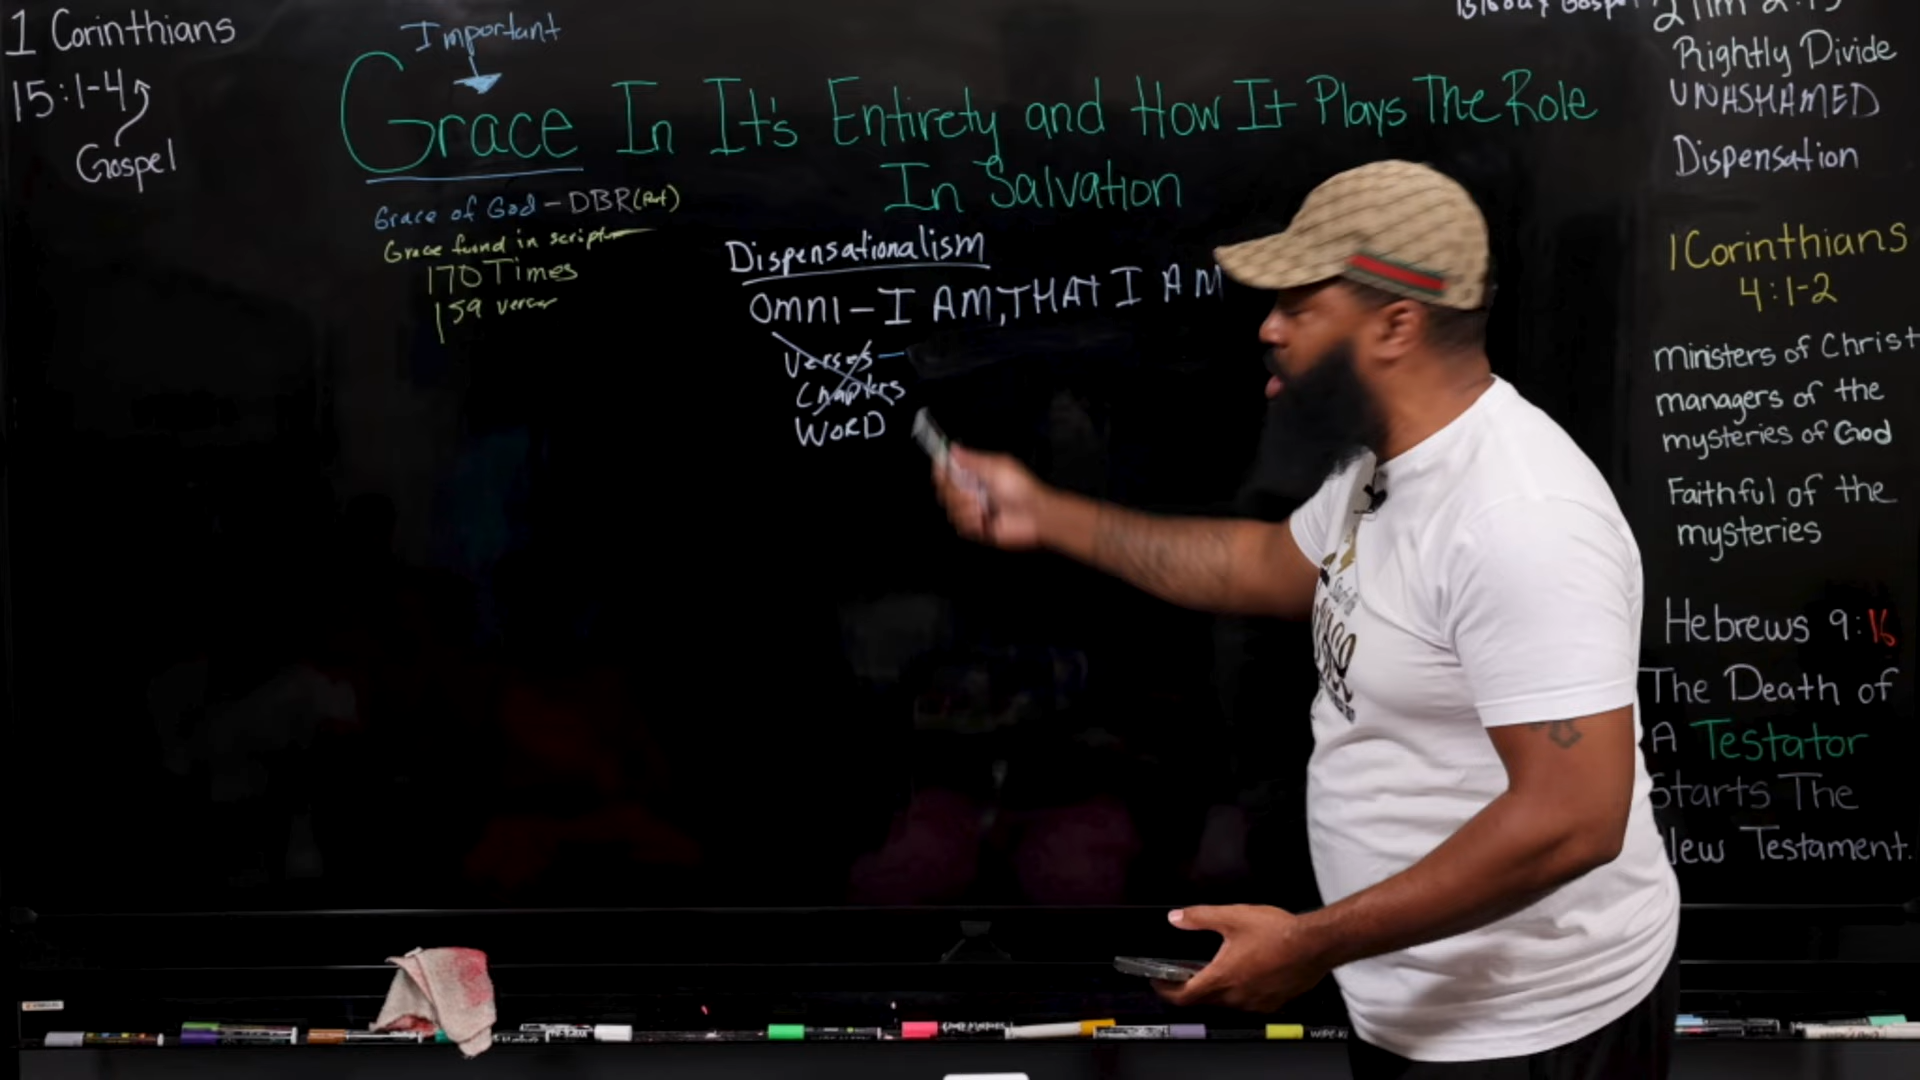 1 Corinthians
15:1-4
Gospel
Important
Grace In It's Entirety and How It Plays The Role
In Salvation
Grace of God - DBR(Part)
Grace found in scripture
170 Times
159 verses
Dispensationalism
Omni - I AM, THAT I AM
Verses -
Chapters
WORD
Gospel
2 Tim 2:15
Rightly Divide
UNASHAMED
Dispensation
1 Corinthians
4:1-2
ministers of Christ
managers of the
mysteries of God
Faithful of the
mysteries
Hebrews 9:16
The Death of
A Testator
Starts The
New Testament.